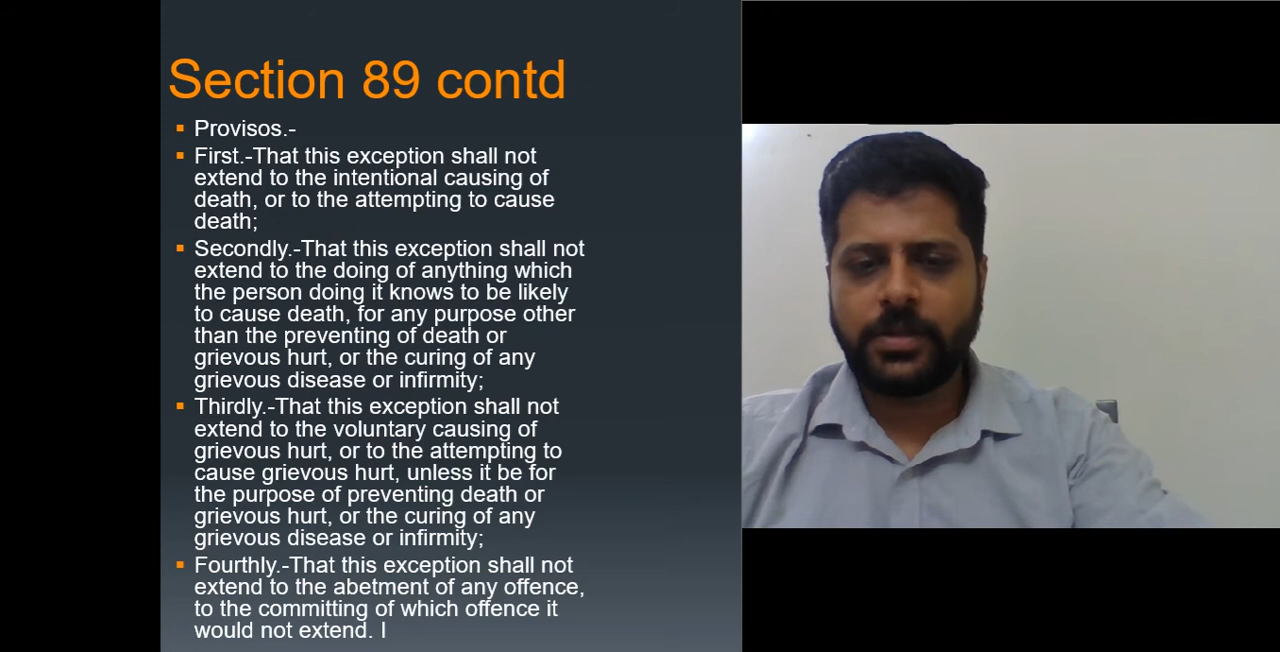 Section 89 contd
Provisos.-
First.-That this exception shall not
extend to the intentional causing of
death, or to the attempting to cause
death;
Secondly.-That this exception shall not
extend to the doing of anything which
the person doing it knows to be likely
to cause death, for any purpose other
than the preventing of death or
grievous hurt, or the curing of any
grievous disease or infirmity;
Thirdly.-That this exception shall not
extend to the voluntary causing of
grievous hurt, or to the attempting to
cause grievous hurt, unless it be for
the purpose of preventing death or
grievous hurt, or the curing of any
grievous disease or infirmity;
Fourthly.-That this exception shall not
extend to the abetment of any offence,
to the committing of which offence it
would not extend. I